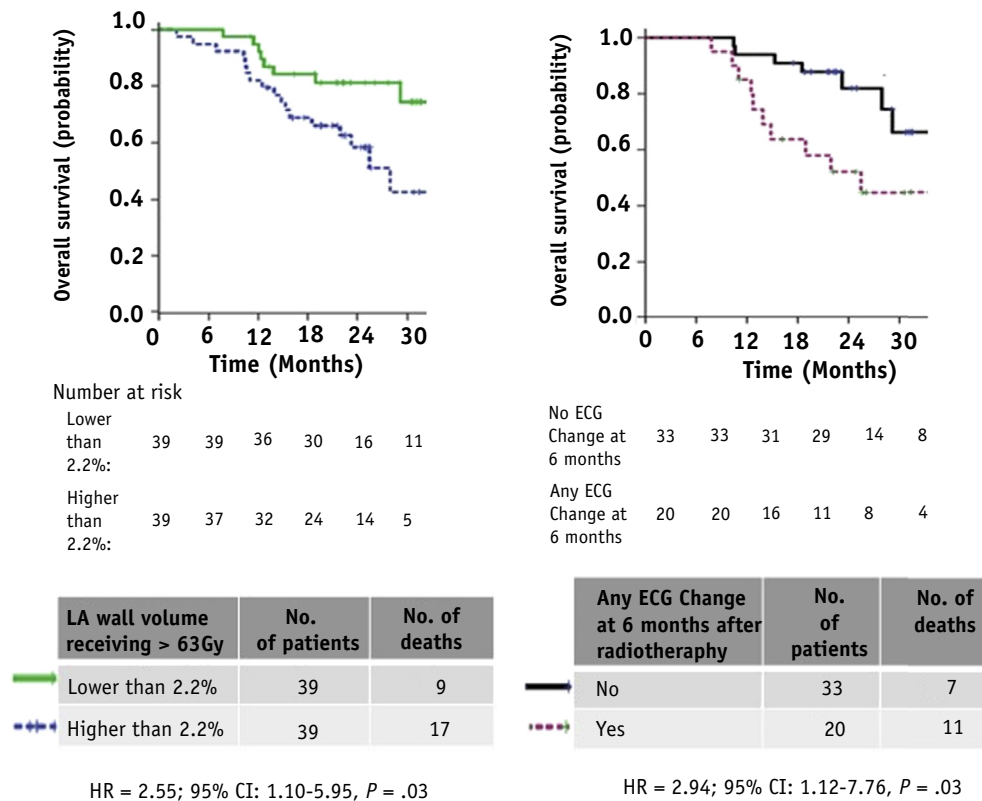 Overall survival (probability)
1.0
0.8
0.6
0.4
0.2
0.0
0 6 12 18 24 30
Time (Months)
Number at risk
Lower
than
2.2%:
39 39 36 30 16 11
Higher
than
2.2%:
39 37 32 24 14 5
LA wall volume
receiving > 63Gy
No.
of patients
No. of
deaths
Lower than 2.2% 39 9
Higher than 2.2% 39 17
HR = 2.55; 95% CI: 1.10-5.95, P = .03
Overall survival (probability)
1.0
0.8
0.6
0.4
0.2
0.0
0 6 12 18 24 30
Time (Months)
No ECG
Change at
6 months
33 33 31 29 14 8
Any ECG
Change at
6 months
20 20 16 11 8 4
Any ECG Change
at 6 months after
radiotheraphy
No.
of
patients
No. of
deaths
No 33 7
Yes 20 11
HR = 2.94; 95% CI: 1.12-7.76, P = .03